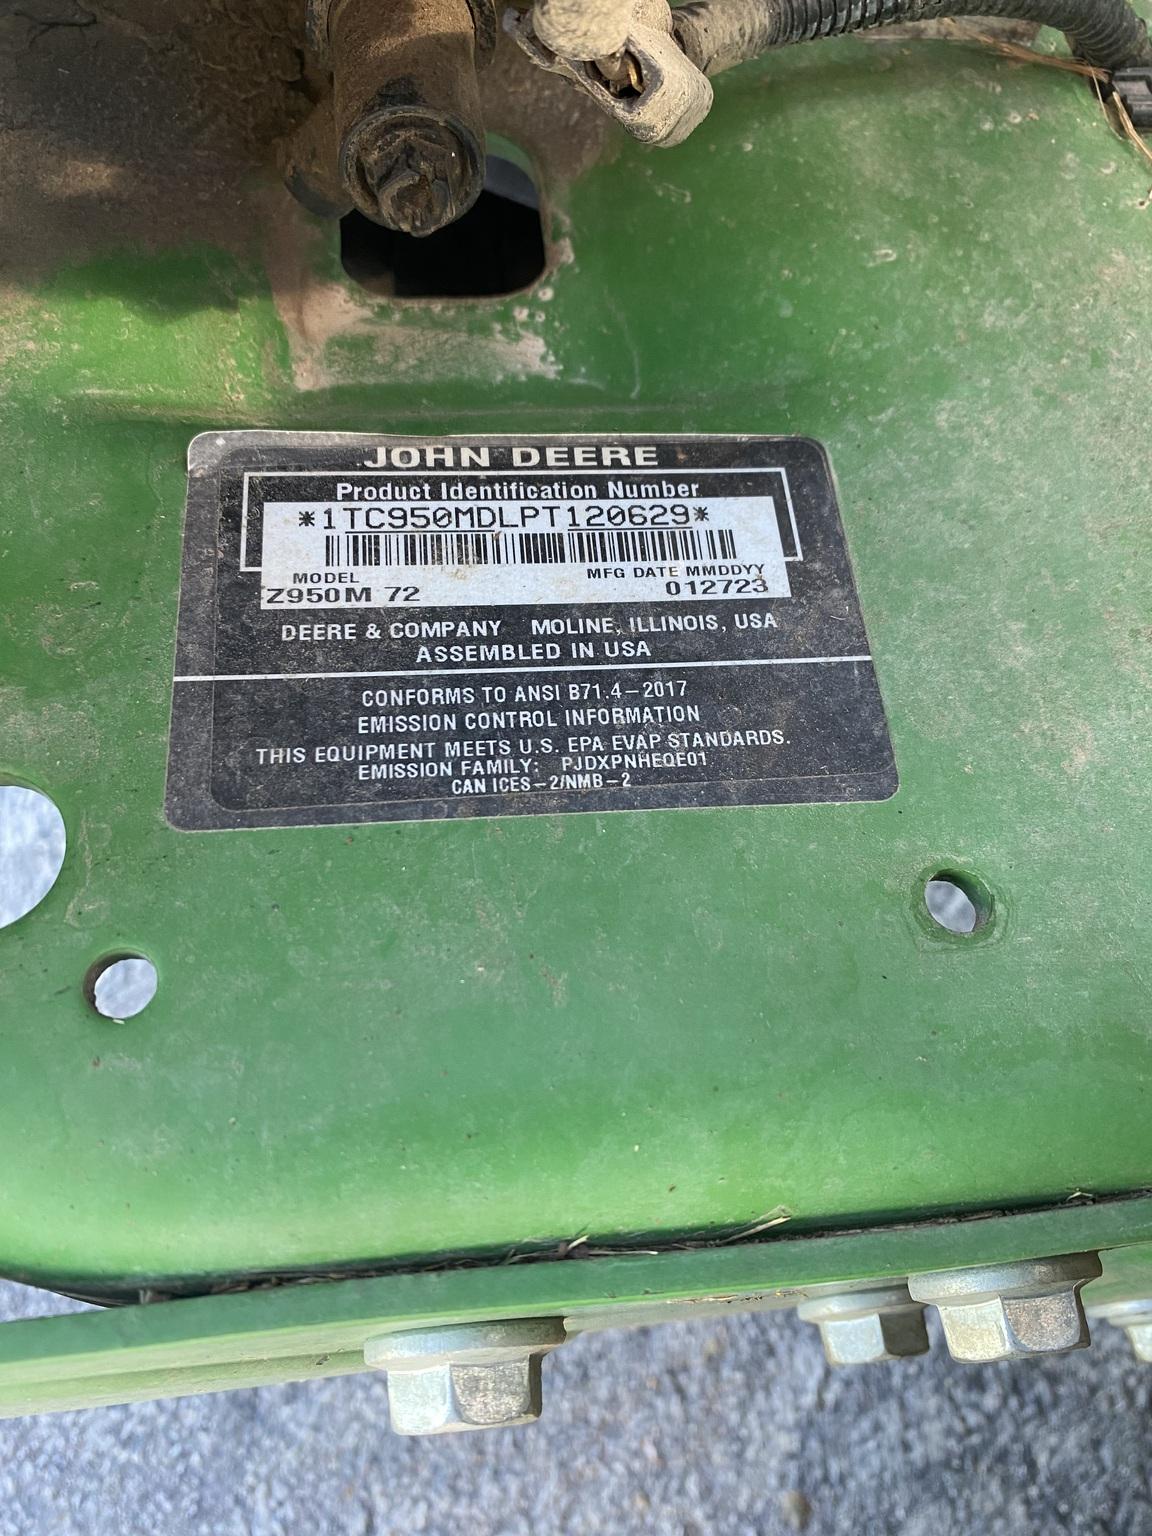 JOHN DEERE
Product Identification Number
*1TC950MDLPT120629*
MODEL MFG DATE MMDDYY
Z950M 72 012723
DEERE & COMPANY MOLINE, ILLINOIS, USA
ASSEMBLED IN USA
CONFORMS TO ANSI B71.4-2017
EMISSION CONTROL INFORMATION
THIS EQUIPMENT MEETS U.S. EPA EVAP STANDARDS.
EMISSION FAMILY: PJDXPNHEQE01
CAN ICES-2/NMB-2